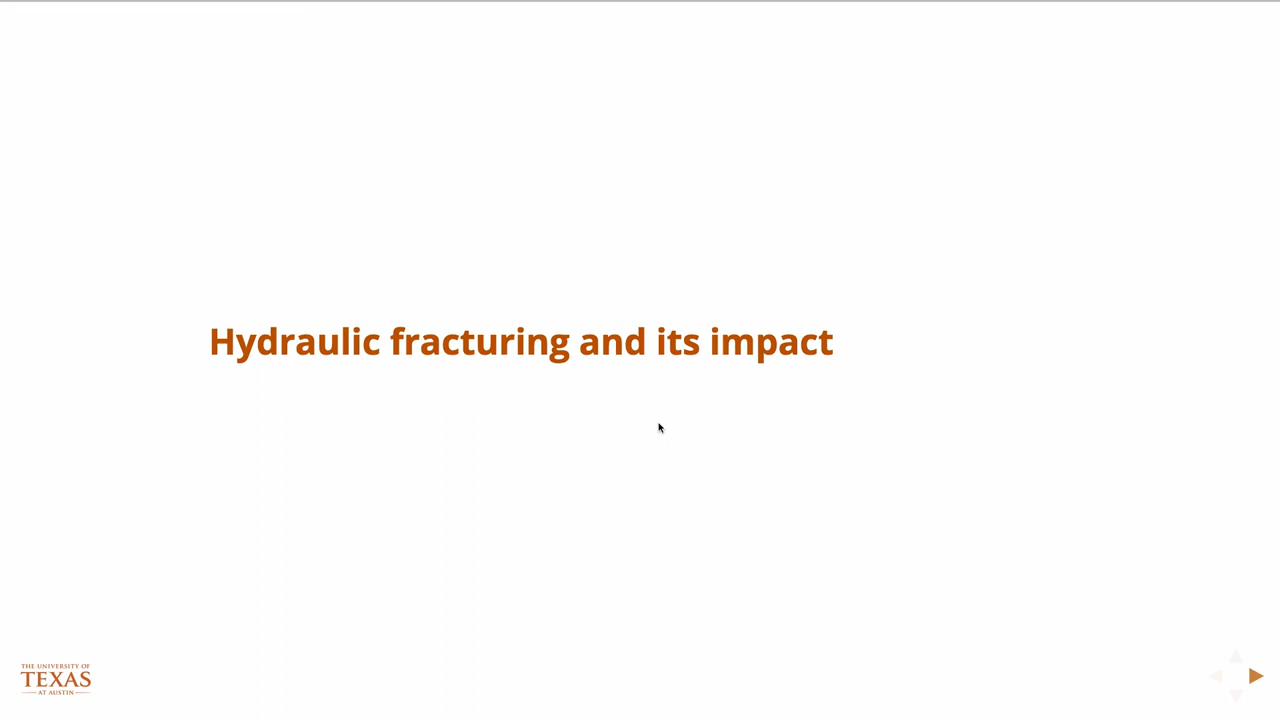 Hydraulic fracturing and its impact
THE UNIVERSITY OF
TEXAS
AT AUSTIN